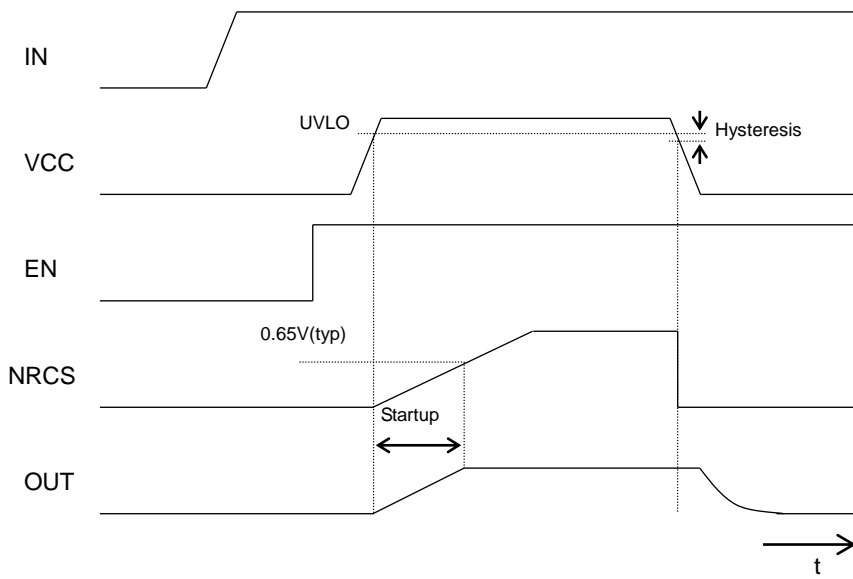 IN
UVLO
Hysteresis
VCC
EN
0.65V(typ)
NRCS
Startup
OUT
t